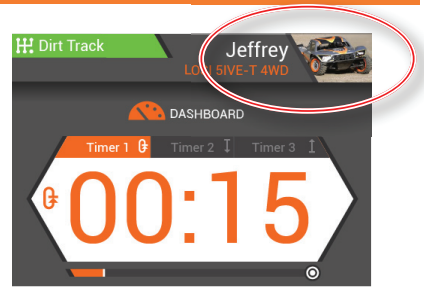 Dirt Track
Jeffrey
LOSI 5IVE-T 4WD
DASHBOARD
Timer 1 Timer 2 Timer 3
00:15